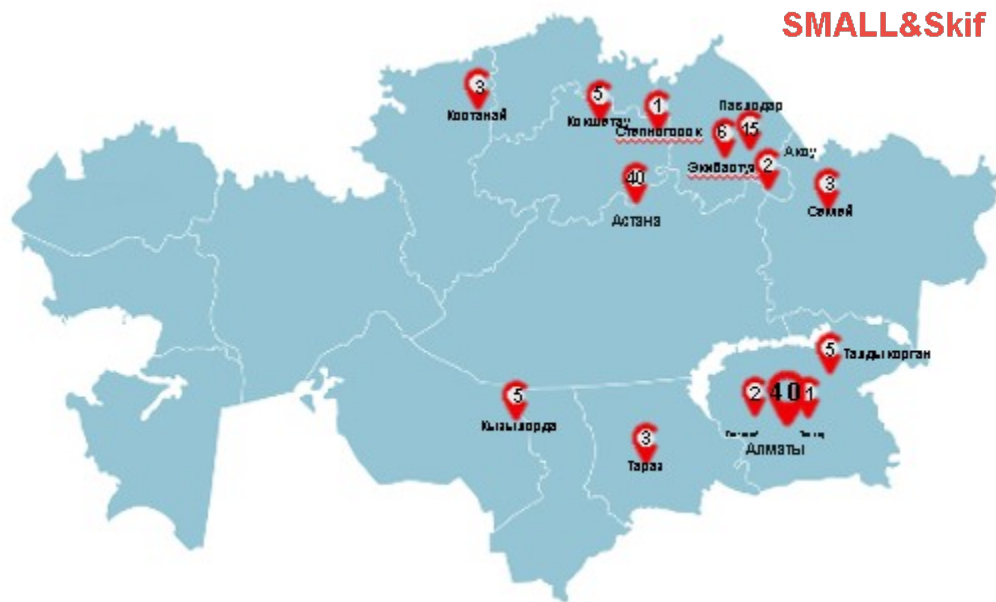 SMALL&Skif
3
Костанай
5
Кокшетау
1
Степногорск
Павлодар
15
6
Экибастуз
2
Аксу
3
Семей
40
Астана
5
Талдыкорган
2
40
1
Алматы
5
Кызылорда
3
Тараз